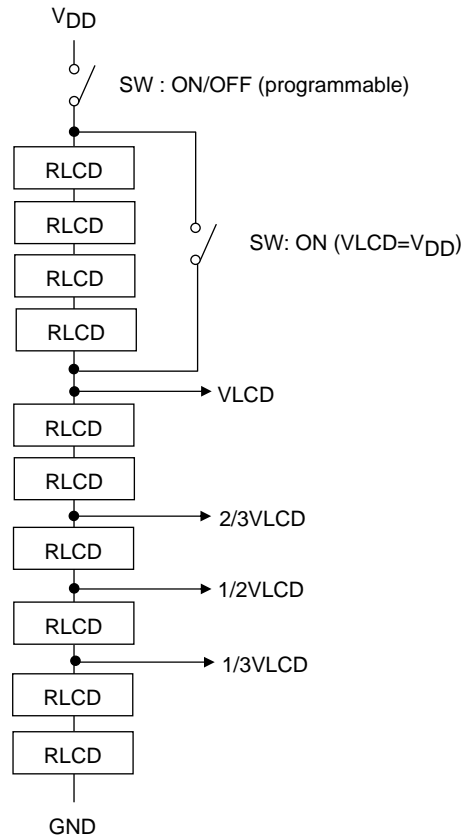 VDD
SW : ON/OFF (programmable)
RLCD
RLCD
SW: ON (VLCD=VDD)
RLCD
RLCD
VLCD
RLCD
RLCD
2/3VLCD
RLCD
1/2VLCD
RLCD
1/3VLCD
RLCD
RLCD
GND